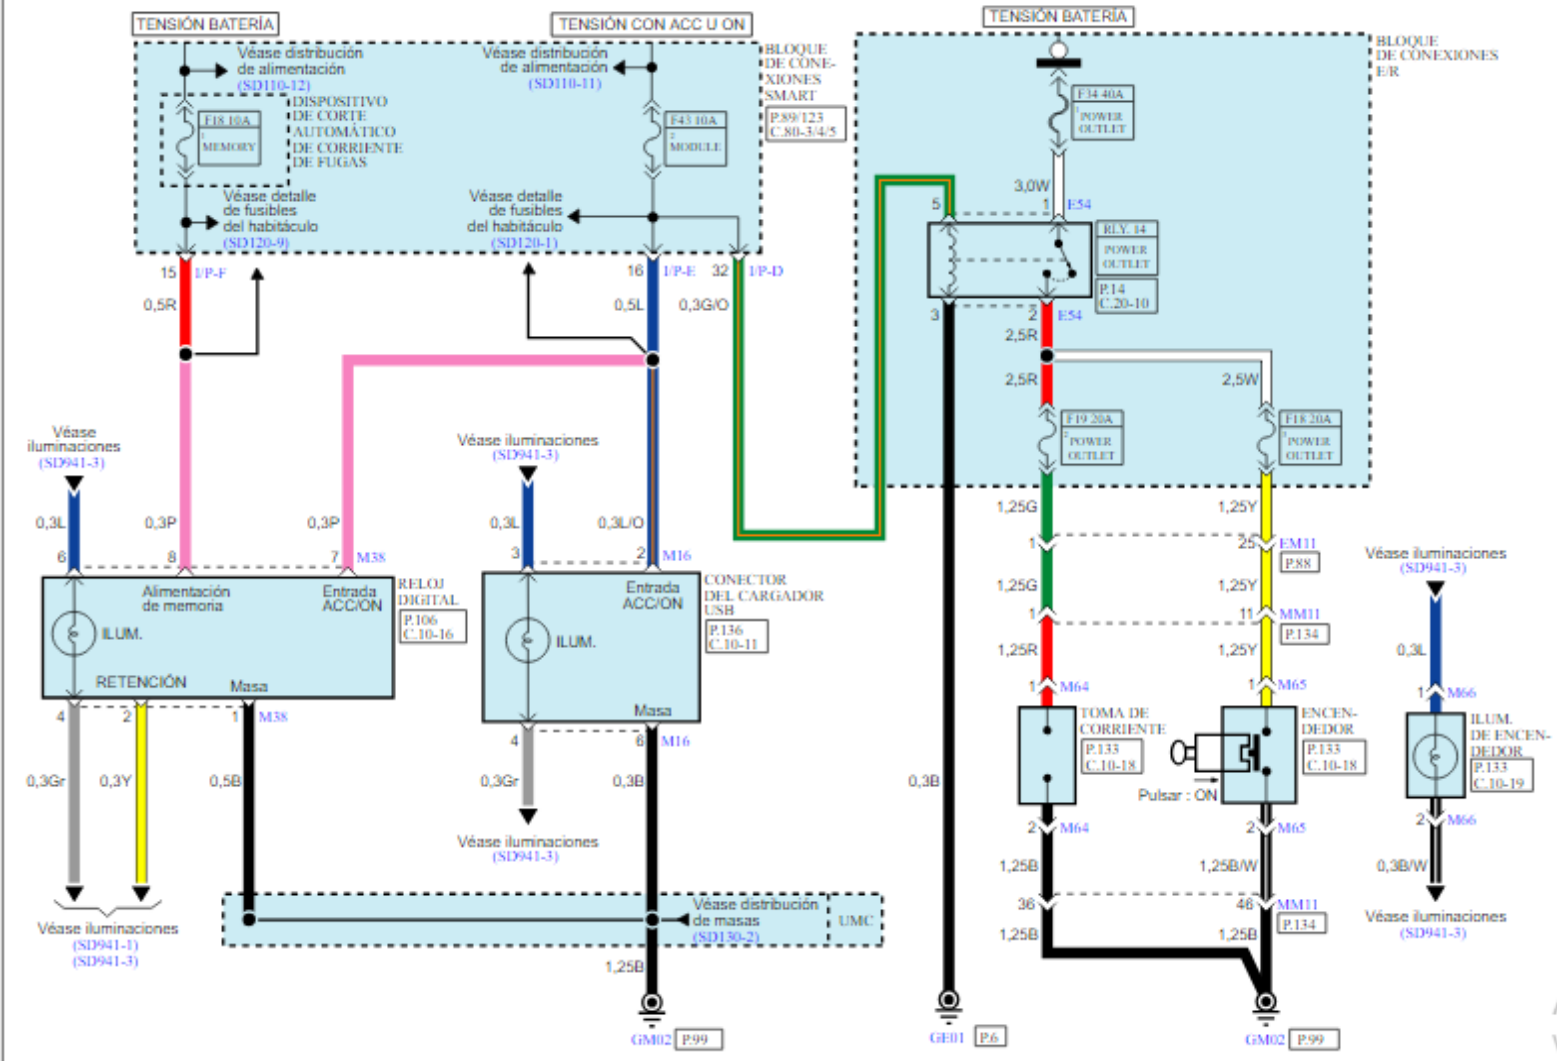 TENSIÓN BATERÍA
TENSIÓN CON ACC U ON
TENSIÓN BATERÍA
Véase distribución
de alimentación
(SD110-12)
Véase distribución
de alimentación
(SD110-11)
BLOQUE
DE CONE-
XIONES
SMART
P.89/123
C.80-3/4/5
BLOQUE
DE CONEXIONES
E/R
DISPOSITIVO
DE CORTE
AUTOMÁTICO
DE CORRIENTE
DE FUGAS
F18 10A
1
MEMORY
F43 10A
2
MODULE
F34 40A
1
POWER
OUTLET
Véase detalle
de fusibles
del habitáculo
(SD120-9)
Véase detalle
de fusibles
del habitáculo
(SD120-1)
3,0W
5
1
E54
RLY. 14
POWER
OUTLET
P.14
C.20-10
15
I/P-F
16
I/P-E
32
I/P-D
0,5R
0,5L
0,3G/O
3
2
E54
2,5R
2,5R
2,5W
F19 20A
2
POWER
OUTLET
F18 20A
POWER
OUTLET
Véase
iluminaciones
(SD941-3)
Véase iluminaciones
(SD941-3)
0,3L
0,3P
0,3P
0,3L
0,3L/O
1,25G
1,25Y
6
8
7
M38
3
2
M16
1
25
EM11
P.88
Véase iluminaciones
(SD941-3)
Alimentación
de memoria
Entrada
ACC/ON
ILUM.
RETENCIÓN
Masa
RELOJ
DIGITAL
P.106
C.10-16
Entrada
ACC/ON
ILUM.
Masa
CONECTOR
DEL CARGADOR
USB
P.136
C.10-11
1,25G
1,25Y
1
11
MM11
P.134
1,25R
1,25Y
0,3L
1
M64
1
M65
1
M66
4
2
1
M38
4
6
M16
TOMA DE
CORRIENTE
P.133
C.10-18
ENCEN-
DEDOR
P.133
C.10-18
Pulsar : ON
ILUM.
DE ENCEN-
DEDOR
P.133
C.10-19
0,3Gr
0,3Y
0,5B
0,3Gr
0,3B
0,3B
2
M64
2
M65
2
M66
Véase iluminaciones
(SD941-3)
1,25B
1,25B/W
0,3B/W
Véase distribución
de masas
(SD130-2)
UMC
36
46
MM11
P.134
1,25B
1,25B
Véase iluminaciones
(SD941-3)
Véase iluminaciones
(SD941-1)
(SD941-3)
1,25B
GM02
P.99
GE01
P.6
GM02
P.99